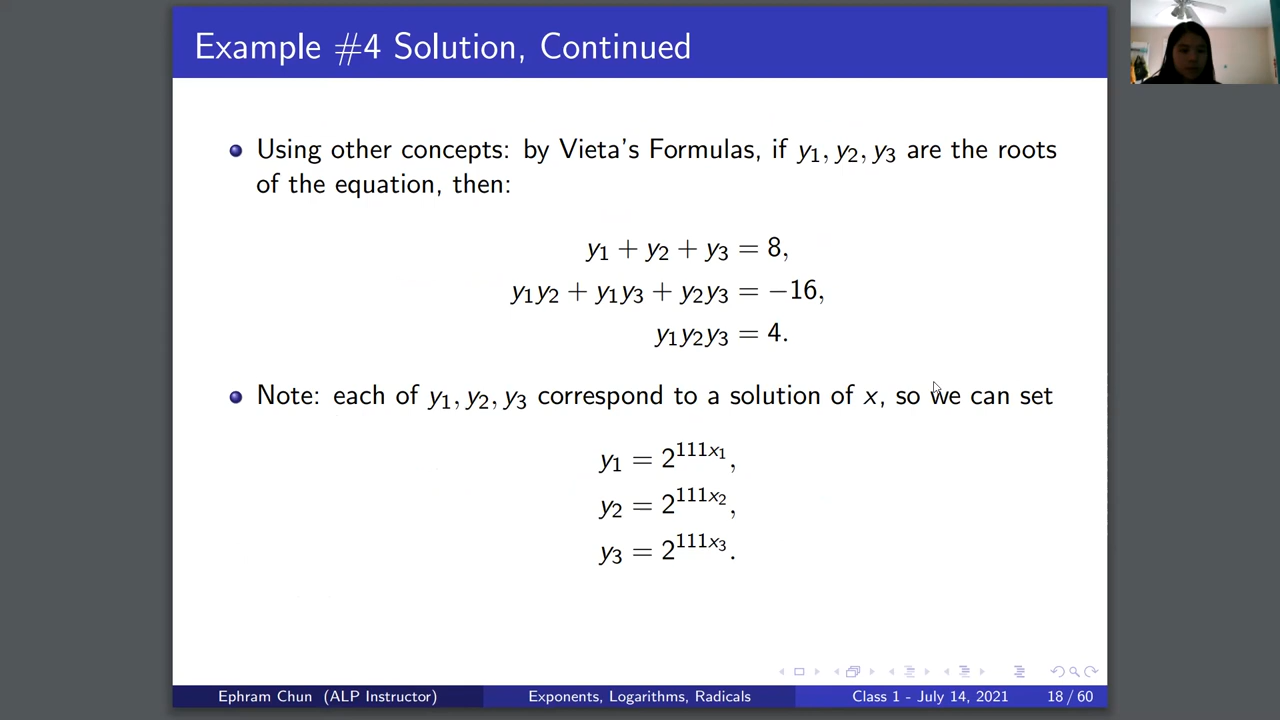 Example #4 Solution, Continued
Using other concepts: by Vieta's Formulas, if y₁, y₂, y₃ are the roots
of the equation, then:
y₁ + y₂ + y₃ = 8,
y₁y₂ + y₁y₃ + y₂y₃ = −16,
y₁y₂y₃ = 4.
Note: each of y₁, y₂, y₃ correspond to a solution of x, so we can set
y₁ = 2^{111x₁},
y₂ = 2^{111x₂},
y₃ = 2^{111x₃}.
Ephram Chun (ALP Instructor) Exponents, Logarithms, Radicals Class 1 - July 14, 2021 18 / 60